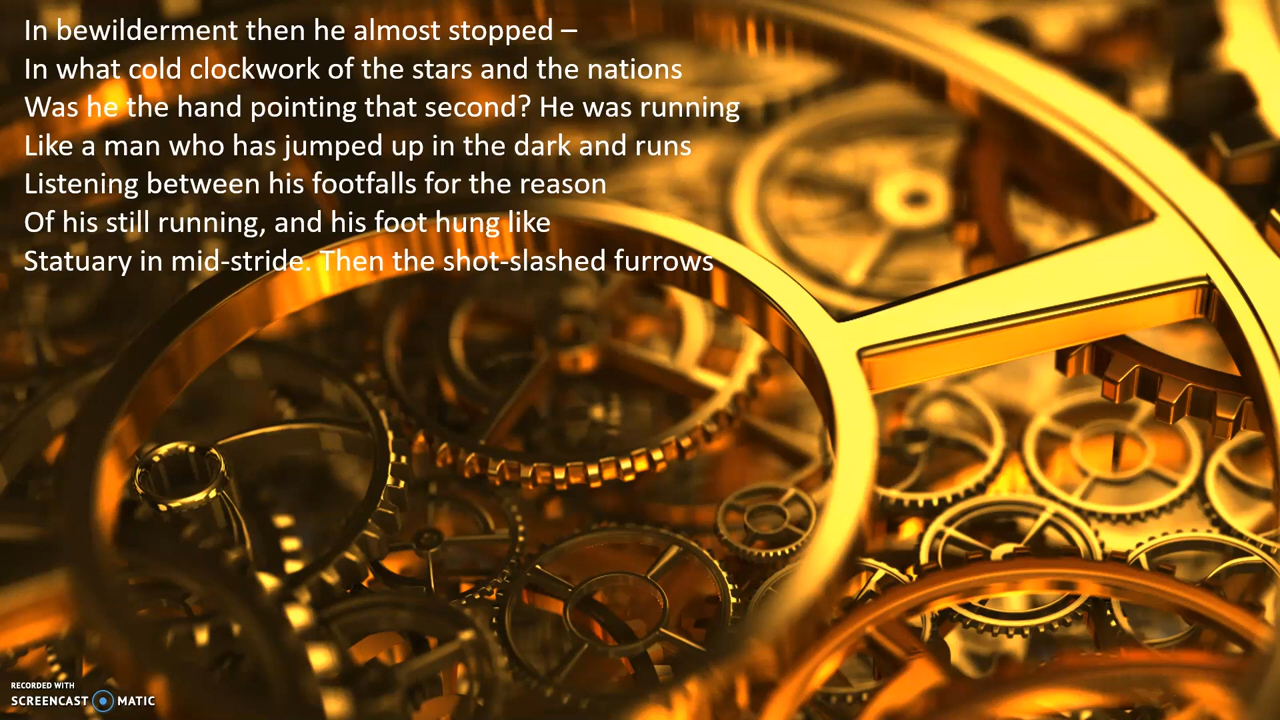 In bewilderment then he almost stopped –
In what cold clockwork of the stars and the nations
Was he the hand pointing that second? He was running
Like a man who has jumped up in the dark and runs
Listening between his footfalls for the reason
Of his still running, and his foot hung like
Statuary in mid-stride. Then the shot-slashed furrows
RECORDED WITH
SCREENCAST MATIC